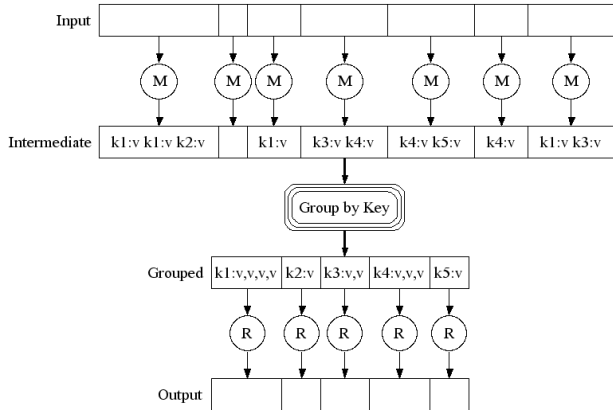 Input
M M M M M M M
Intermediate k1:v k1:v k2:v k1:v k3:v k4:v k4:v k5:v k4:v k1:v k3:v
Group by Key
Grouped k1:v,v,v,v k2:v k3:v,v k4:v,v,v k5:v
R R R R R
Output